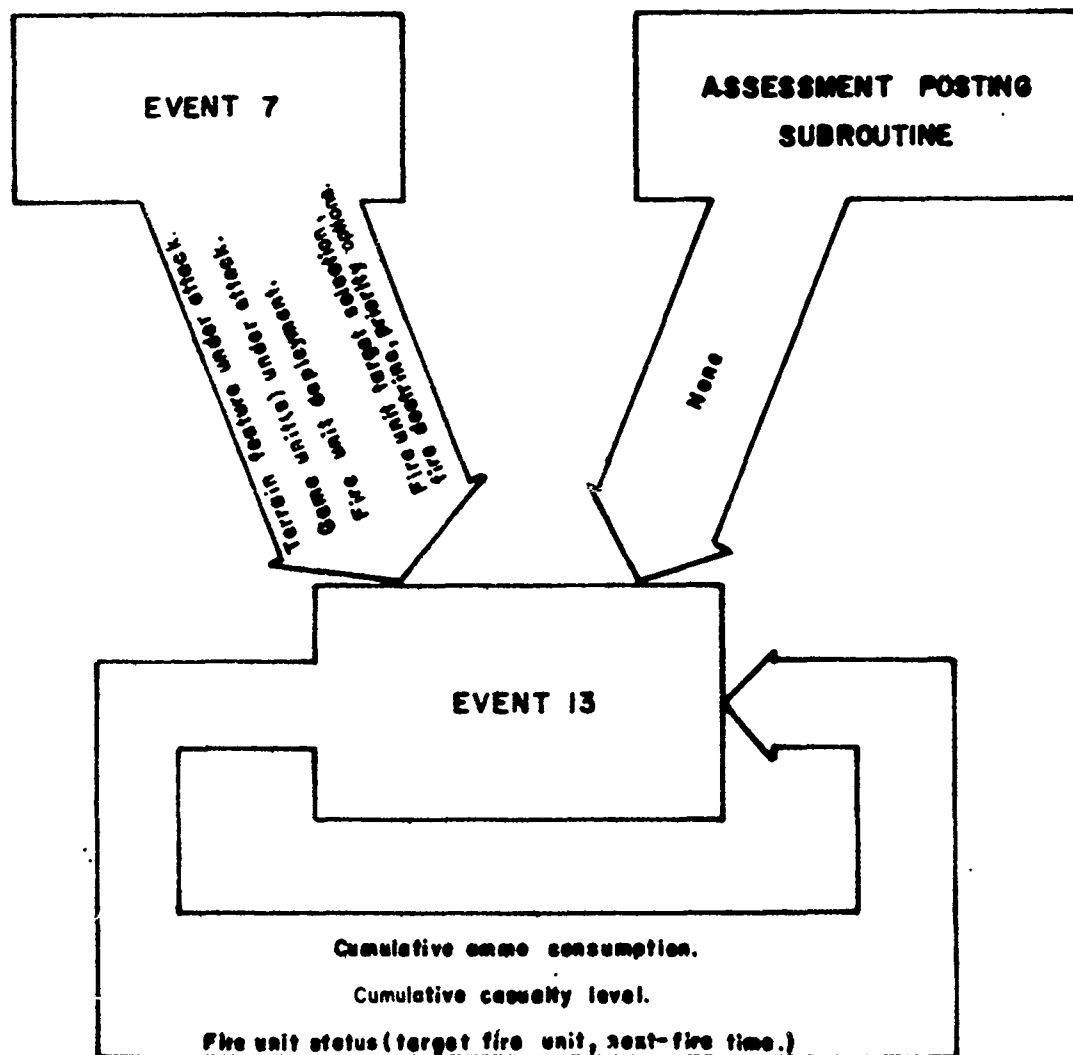 EVENT 7
ASSESSMENT POSTING
SUBROUTINE
Terrain feature under attack.
Game unit(s) under attack.
Fire unit deployment.
Fire unit target selection,
fire doctrine, priority options.
None
EVENT 13
Cumulative ammo consumption.
Cumulative casualty level.
Fire unit status (target fire unit, next-fire time.)